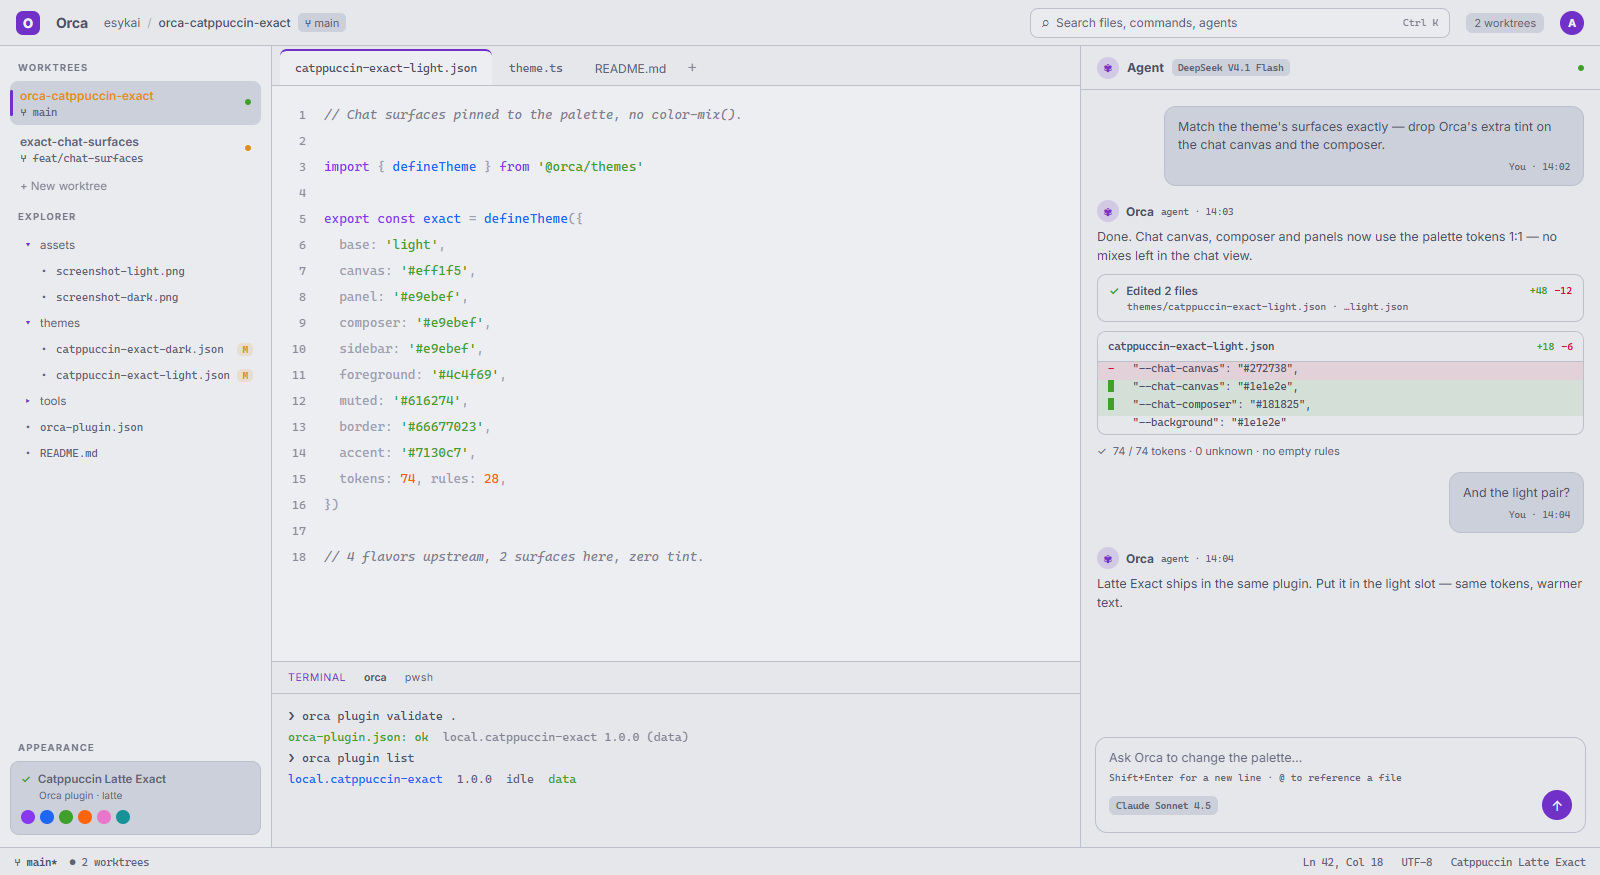 O Orca esykai / orca-catppuccin-exact main
Search files, commands, agents Ctrl K
2 worktrees A
WORKTREES
orca-catppuccin-exact
main
exact-chat-surfaces
feat/chat-surfaces
+ New worktree
EXPLORER
assets
screenshot-light.png
screenshot-dark.png
themes
catppuccin-exact-dark.json M
catppuccin-exact-light.json M
tools
orca-plugin.json
README.md
APPEARANCE
✓ Catppuccin Latte Exact
Orca plugin · latte
catppuccin-exact-light.json theme.ts README.md +
1 // Chat surfaces pinned to the palette, no color-mix().
2
3 import { defineTheme } from '@orca/themes'
4
5 export const exact = defineTheme({
6 base: 'light',
7 canvas: '#eff1f5',
8 panel: '#e9ebef',
9 composer: '#e9ebef',
10 sidebar: '#e9ebef',
11 foreground: '#4c4f69',
12 muted: '#616274',
13 border: '#66677023',
14 accent: '#7130c7',
15 tokens: 74, rules: 28,
16 })
17
18 // 4 flavors upstream, 2 surfaces here, zero tint.
TERMINAL orca pwsh
❯ orca plugin validate .
orca-plugin.json: ok local.catppuccin-exact 1.0.0 (data)
❯ orca plugin list
local.catppuccin-exact 1.0.0 idle data
Agent DeepSeek V4.1 Flash
Match the theme's surfaces exactly — drop Orca's extra tint on
the chat canvas and the composer.
You · 14:02
Orca agent · 14:03
Done. Chat canvas, composer and panels now use the palette tokens 1:1 — no
mixes left in the chat view.
✓ Edited 2 files +48 −12
themes/catppuccin-exact-light.json · …light.json
catppuccin-exact-light.json +18 −6
− "--chat-canvas": "#272738",
"--chat-canvas": "#1e1e2e",
"--chat-composer": "#181825",
"--background": "#1e1e2e"
✓ 74 / 74 tokens · 0 unknown · no empty rules
And the light pair?
You · 14:04
Orca agent · 14:04
Latte Exact ships in the same plugin. Put it in the light slot — same tokens, warmer
text.
Ask Orca to change the palette...
Shift+Enter for a new line · @ to reference a file
Claude Sonnet 4.5
main* ● 2 worktrees
Ln 42, Col 18 UTF-8 Catppuccin Latte Exact